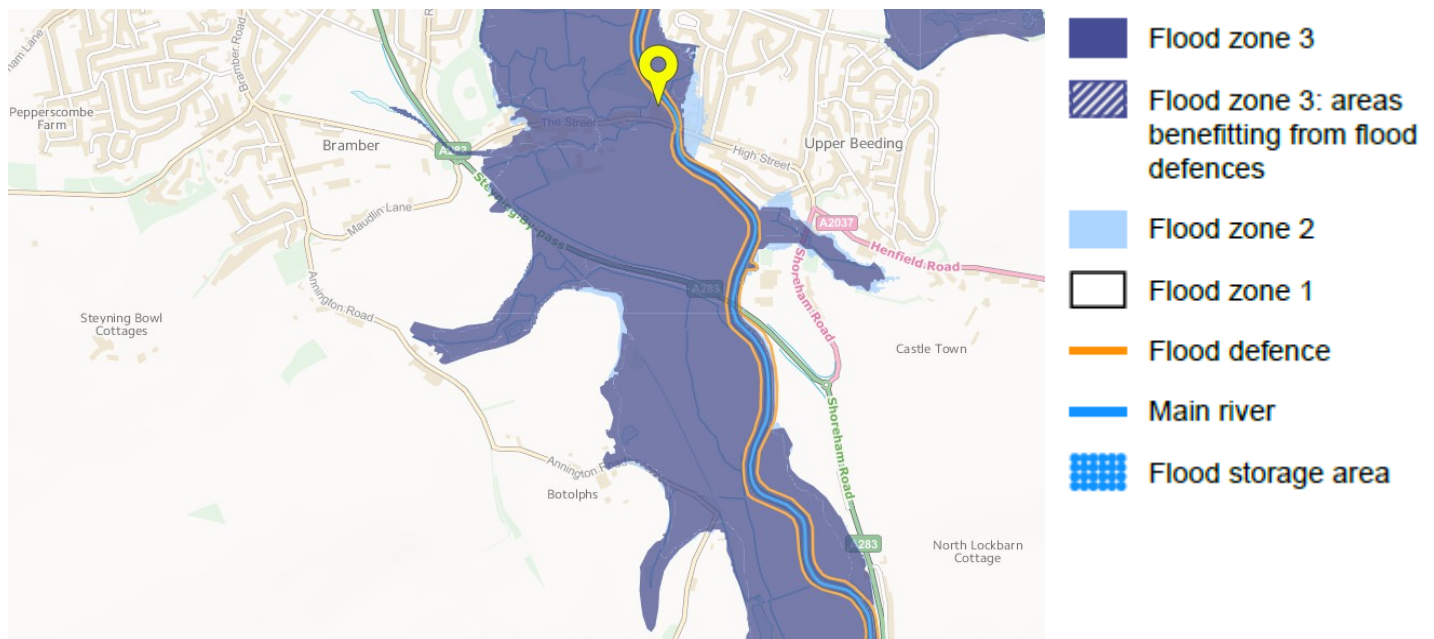 ham Lane
Bramber Road
Pepperscombe
Farm
Bramber
The Street
A283
High Street
Upper Beeding
Maudlin Lane
Steyning By-pass
A2037
Henfield Road
Shoreham Road
Annington Road
A283
Steyning Bowl
Cottages
Castle Town
Shoreham Road
Annington Road
Botolphs
A283
North Lockbarn
Cottage
Flood zone 3
Flood zone 3: areas
benefitting from flood
defences
Flood zone 2
Flood zone 1
Flood defence
Main river
Flood storage area